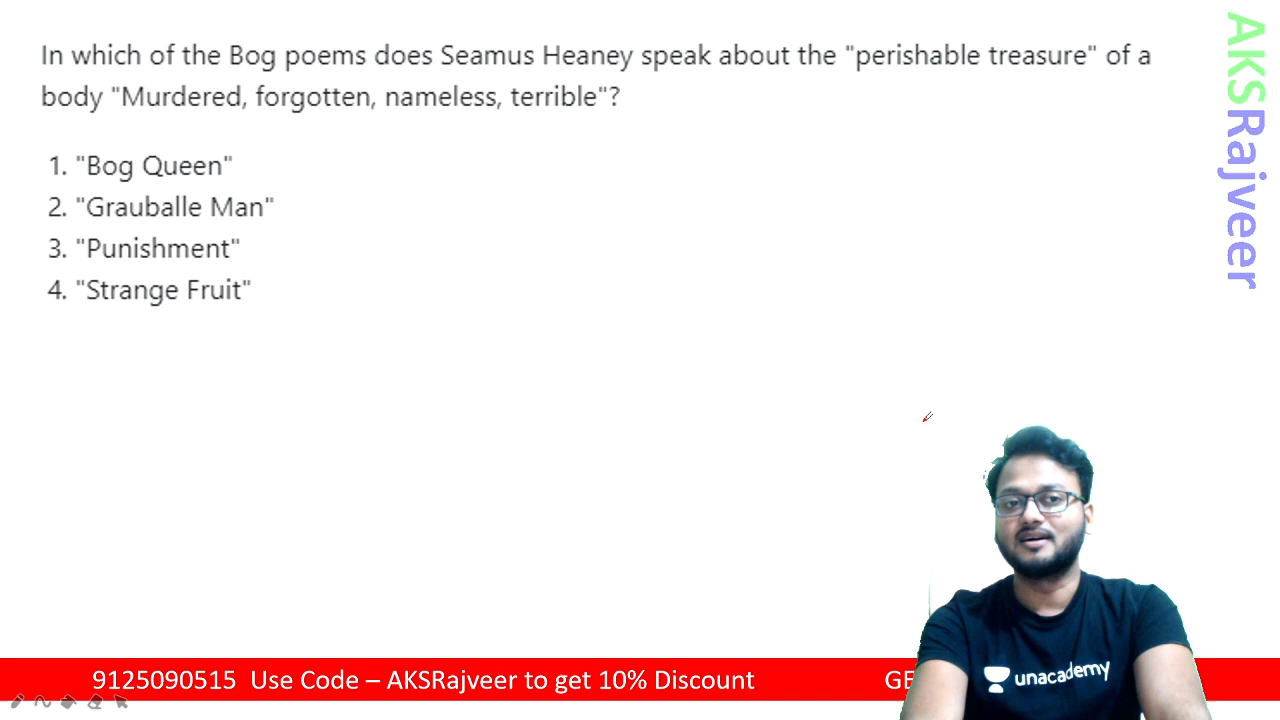 In which of the Bog poems does Seamus Heaney speak about the "perishable treasure" of a
body "Murdered, forgotten, nameless, terrible"?
1. "Bog Queen"
2. "Grauballe Man"
3. "Punishment"
4. "Strange Fruit"
AKSRajveer
unacademy
9125090515 Use Code – AKSRajveer to get 10% Discount
GE